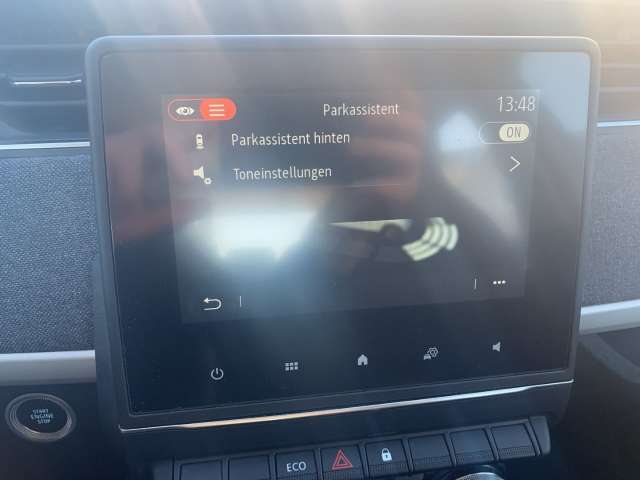 Parkassistent 13:48
Parkassistent hinten ON
Toneinstellungen
START
ENGINE
STOP
ECO